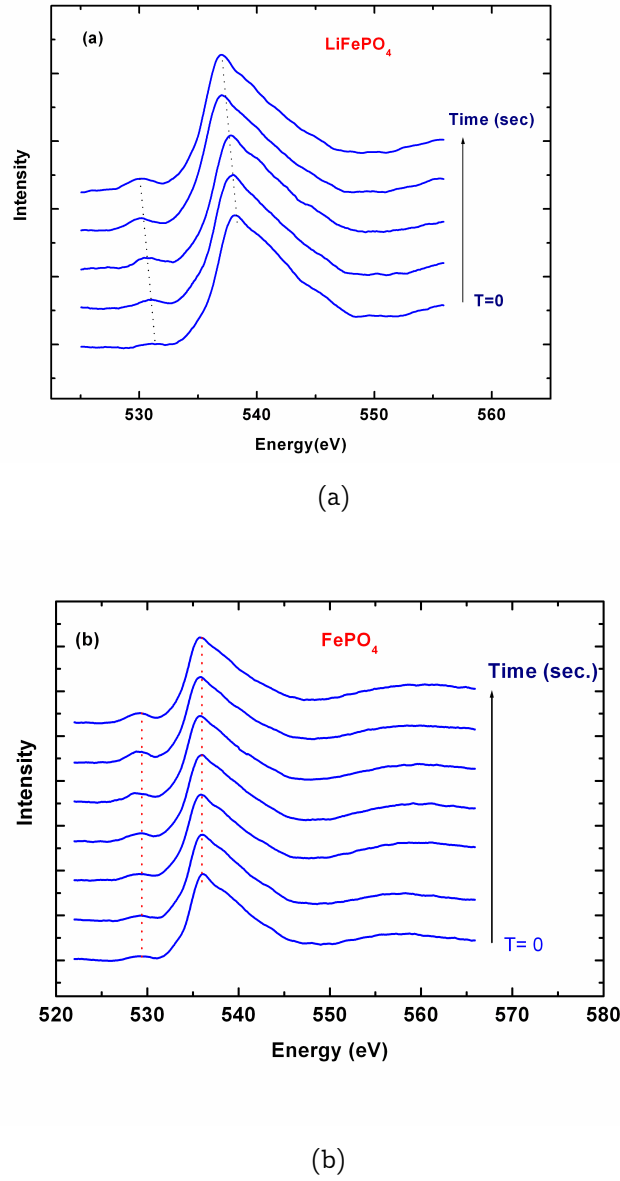 (a)
LiFePO4
Time (sec)
Intensity
T=0
530 540 550 560
Energy(eV)
(a)
(b)
FePO4
Time (sec.)
Intensity
T= 0
520 530 540 550 560 570 580
Energy (eV)
(b)